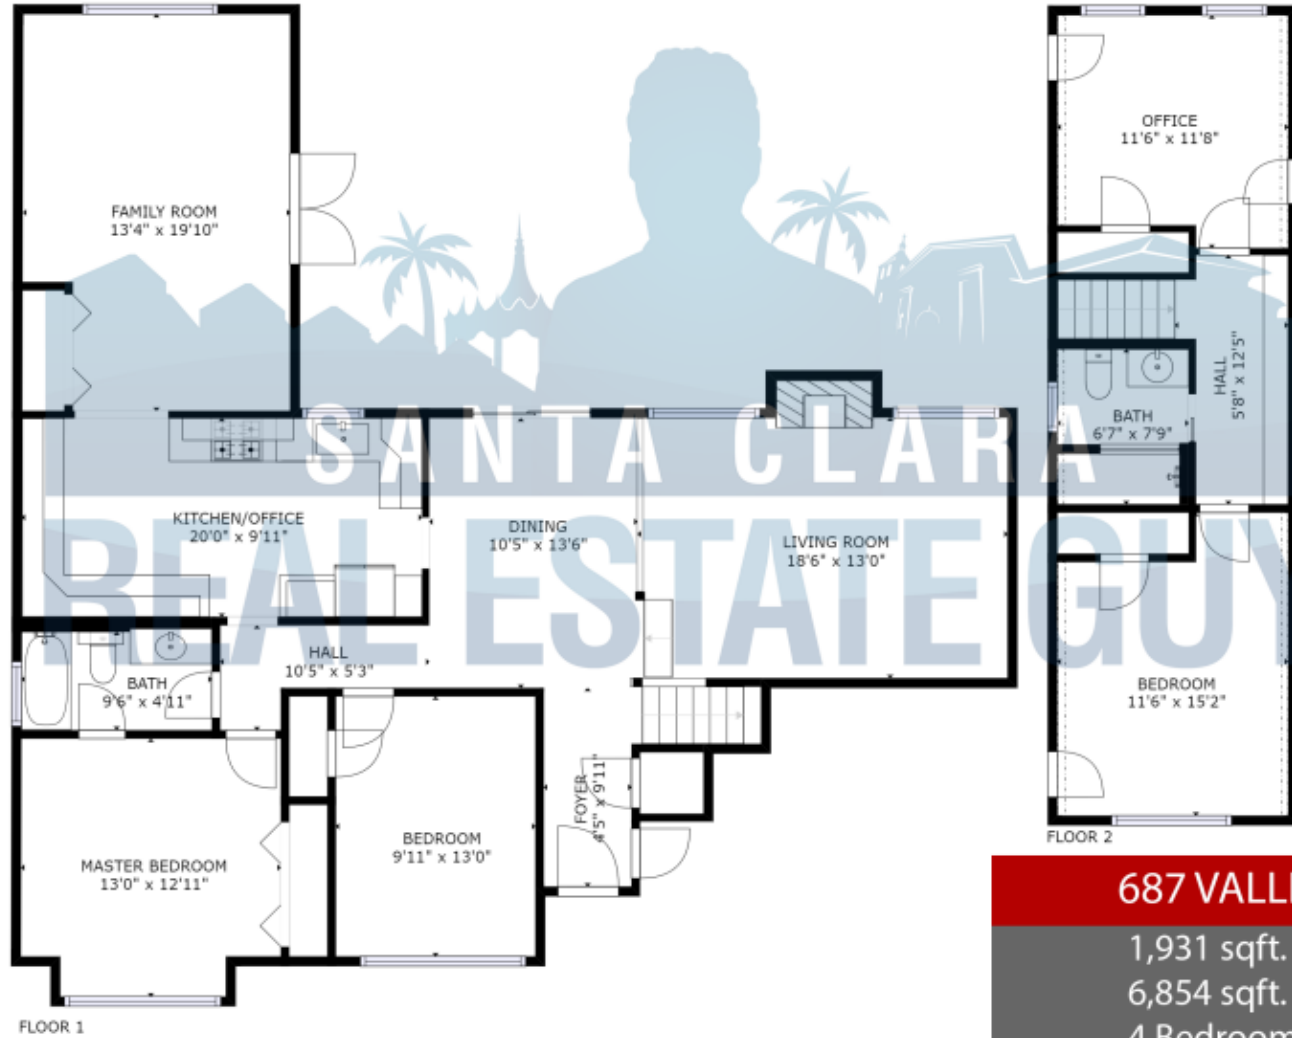 FAMILY ROOM
13'4" x 19'10"
OFFICE
11'6" x 11'8"
HALL
5'8" x 12'5"
BATH
6'7" x 7'9"
SANTA CLARA
REAL ESTATE GUY
KITCHEN/OFFICE
20'0" x 9'11"
DINING
10'5" x 13'6"
LIVING ROOM
18'6" x 13'0"
HALL
10'5" x 5'3"
BATH
9'6" x 4'11"
BEDROOM
11'6" x 15'2"
FOYER
4'5" x 9'11"
BEDROOM
9'11" x 13'0"
MASTER BEDROOM
13'0" x 12'11"
FLOOR 2
FLOOR 1
687 VALL
1,931 sqft.
6,854 sqft.
4 Bedroom